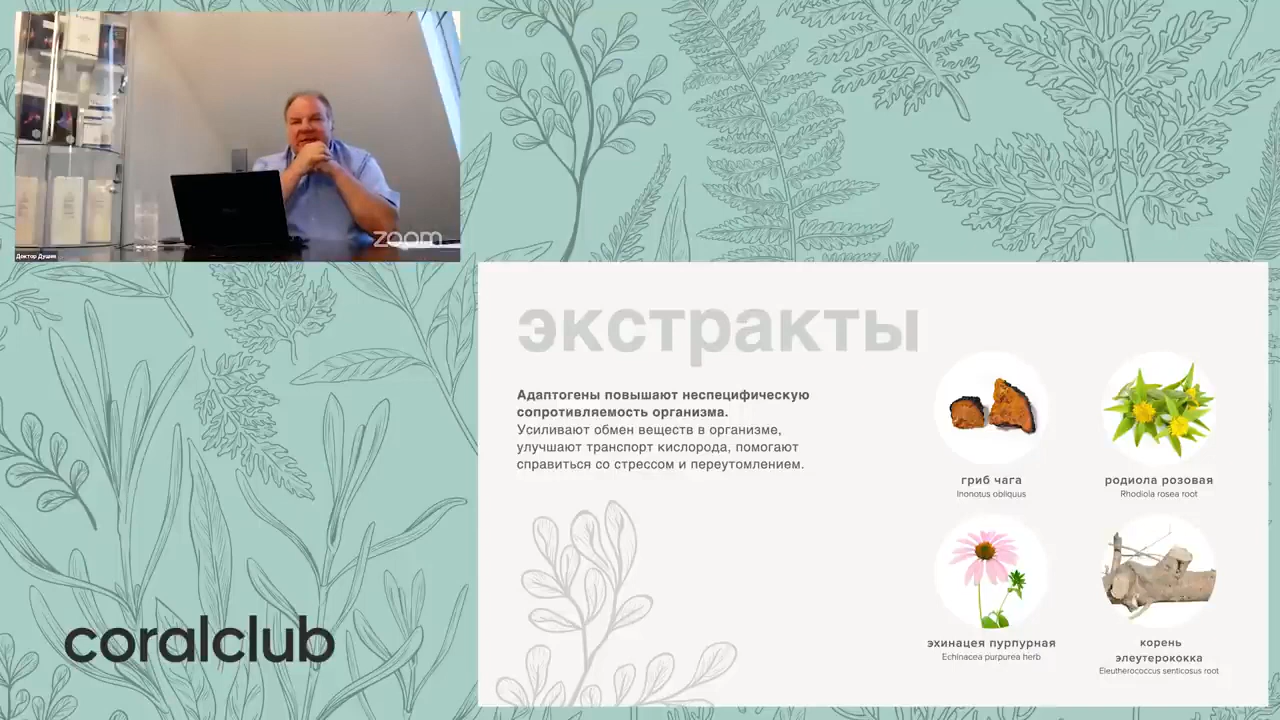 zoom
Доктор Душев
экстракты
Адаптогены повышают неспецифическую
сопротивляемость организма.
Усиливают обмен веществ в организме,
улучшают транспорт кислорода, помогают
справиться со стрессом и переутомлением.
гриб чага
Inonotus obliquus
родиола розовая
Rhodiola rosea root
эхинацея пурпурная
Echinacea purpurea herb
корень
элеутерококка
Eleutherococcus senticosus root
coralclub